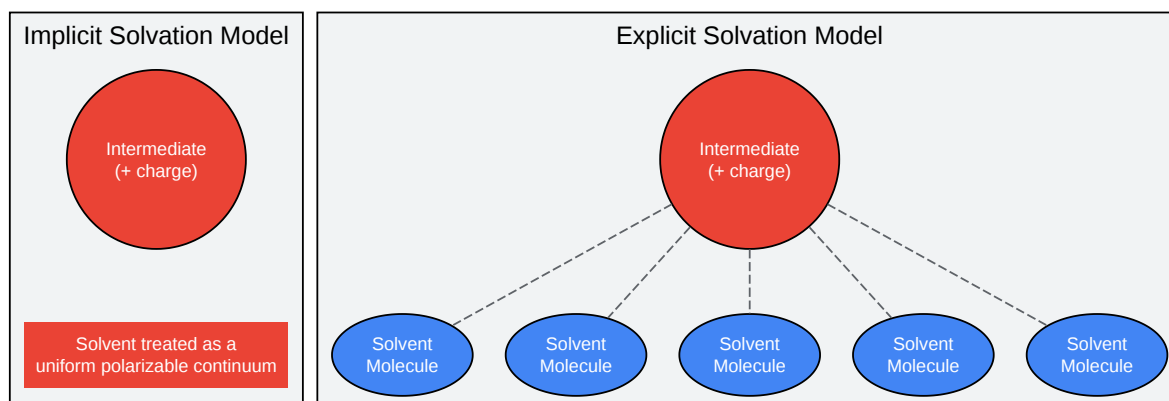 Implicit Solvation Model
Intermediate
(+ charge)
Solvent treated as a
uniform polarizable continuum
Explicit Solvation Model
Intermediate
(+ charge)
Solvent
Molecule
Solvent
Molecule
Solvent
Molecule
Solvent
Molecule
Solvent
Molecule